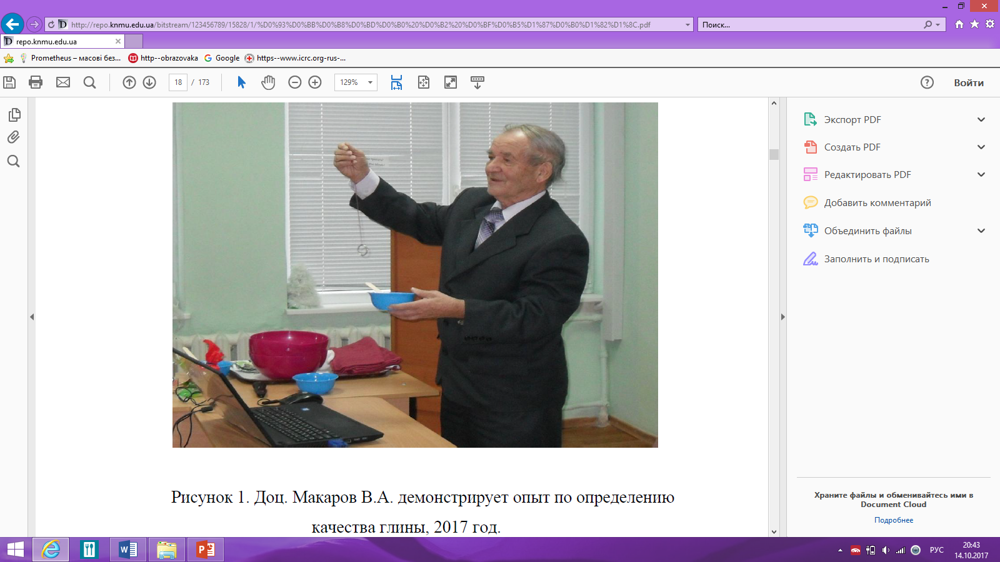 http://repo.knmu.edu.ua/bitstream/123456789/15828/1/%D0%93%D0%BB%D0%B8%D0%BD%D0%B0%20%D0%B2%20%D0%BF%D0%B5%D1%87%D0%B0%D1%82%D1%8C.pdf
Поиск...
repo.knmu.edu.ua
Prometheus – масові без...
http--obrazovaka
Google
https--www.icrc.org-rus-...
18 / 173
129%
Войти
Экспорт PDF
Создать PDF
Редактировать PDF
Добавить комментарий
Объединить файлы
Заполнить и подписать
Храните файлы и обменивайтесь ими в
Document Cloud
Подробнее
Рисунок 1. Доц. Макаров В.А. демонстрирует опыт по определению
качества глины, 2017 год.
РУС
20:43
14.10.2017